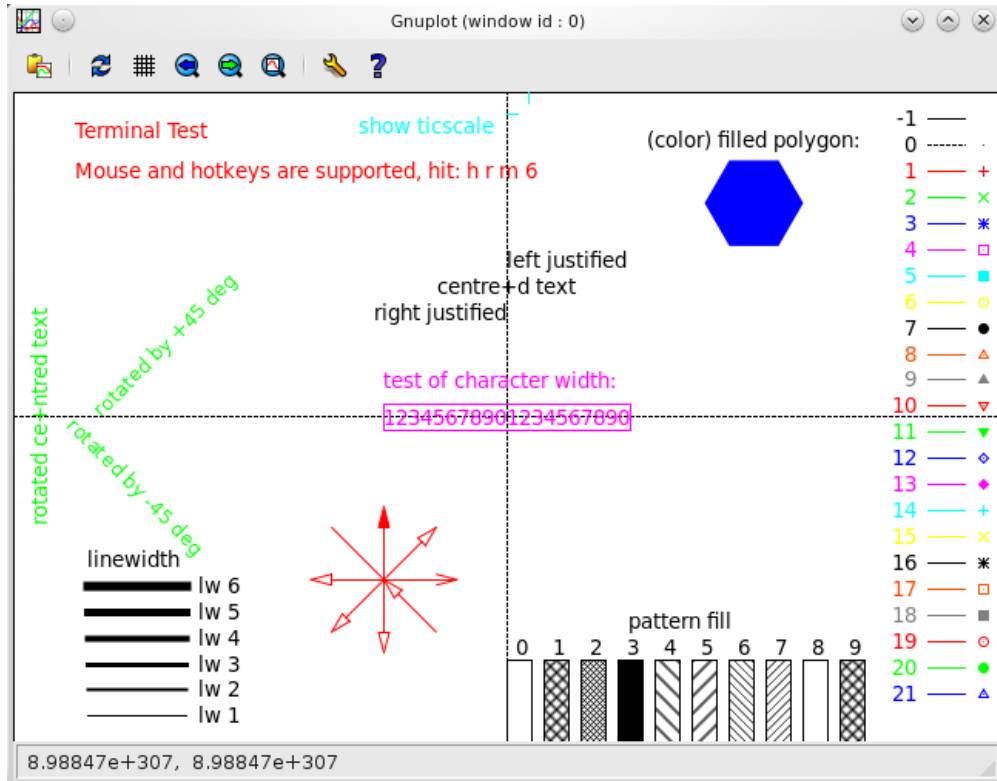 Gnuplot (window id : 0)
Terminal Test
show ticscale
Mouse and hotkeys are supported, hit: h r m 6
(color) filled polygon:
left justified
centre+d text
right justified
rotated ce+ntred text
rotated by +45 deg
rotated by -45 deg
test of character width:
12345678901234567890
linewidth
lw 6
lw 5
lw 4
lw 3
lw 2
lw 1
pattern fill
0 1 2 3 4 5 6 7 8 9
-1
0
1
2
3
4
5
6
7
8
9
10
11
12
13
14
15
16
17
18
19
20
21
8.98847e+307, 8.98847e+307